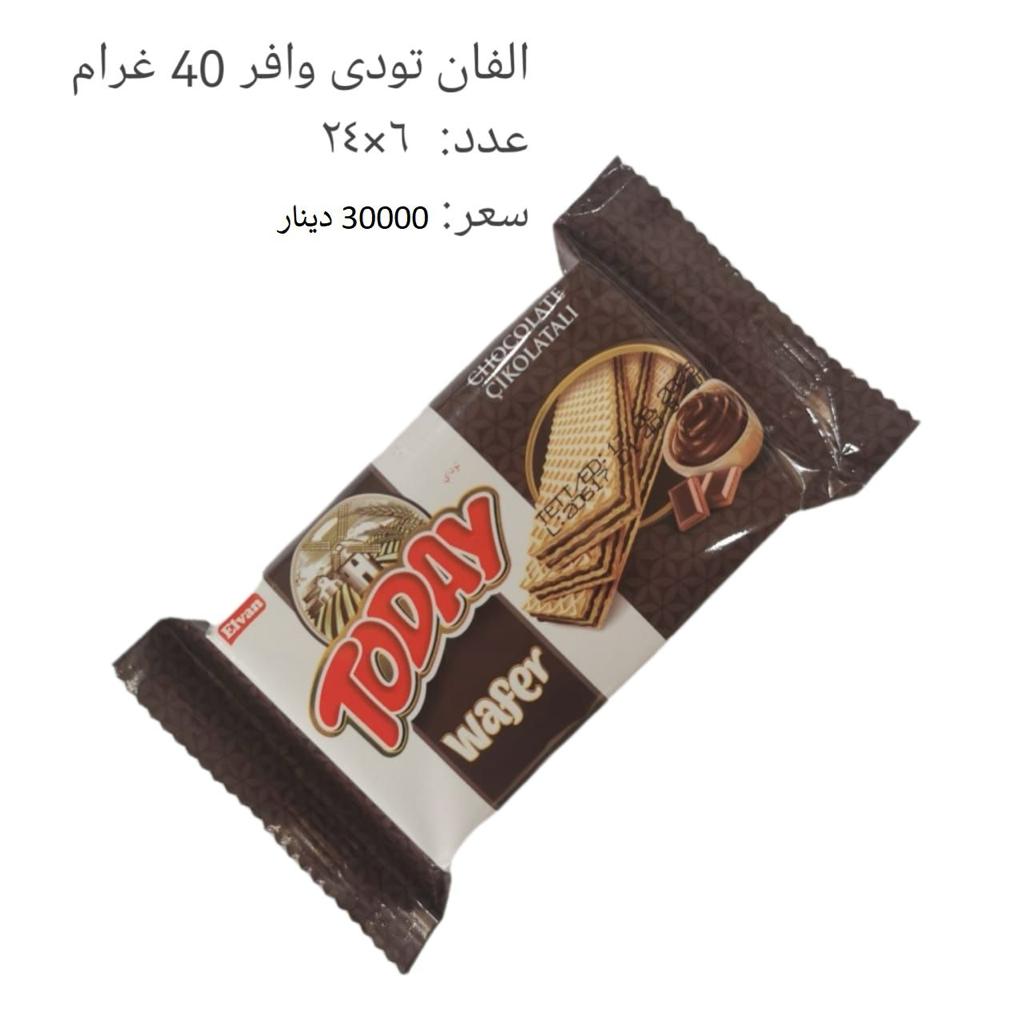 الفان تودى وافر 40 غرام
عدد: ٦×٢٤
سعر: 30000 دينار
CHOCOLATE
ÇİKOLATALI
Elvan
TODAY
wafer